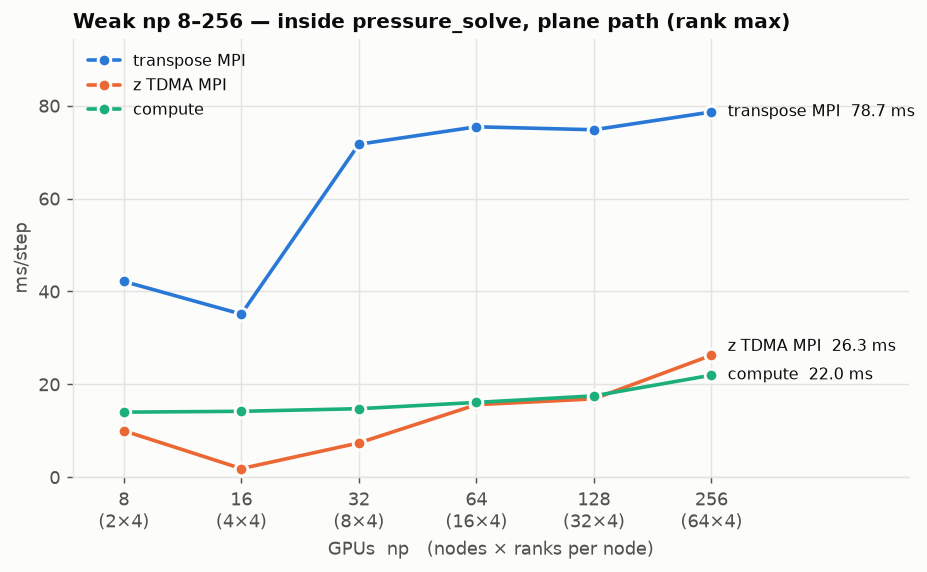 Weak np 8–256 — inside pressure_solve, plane path (rank max)
transpose MPI
z TDMA MPI
compute
80
60
40
20
0
ms/step
transpose MPI  78.7 ms
z TDMA MPI  26.3 ms
compute  22.0 ms
8 16 32 64 128 256
(2×4) (4×4) (8×4) (16×4) (32×4) (64×4)
GPUs  np   (nodes × ranks per node)